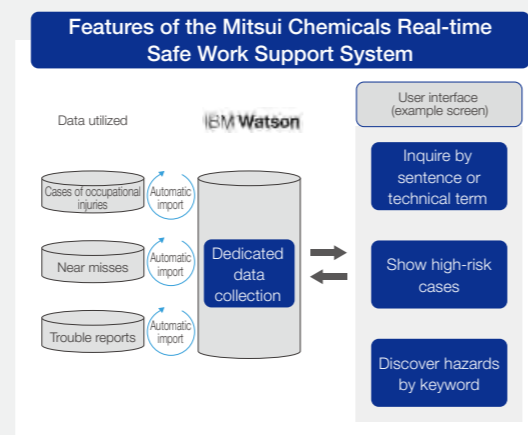 Features of the Mitsui Chemicals Real-time
Safe Work Support System
Data utilized
IBM Watson
User interface
(example screen)
Cases of occupational
injuries
Automatic
import
Near misses
Automatic
import
Trouble reports
Automatic
import
Dedicated
data
collection
Inquire by
sentence or
technical term
Show high-risk
cases
Discover hazards
by keyword